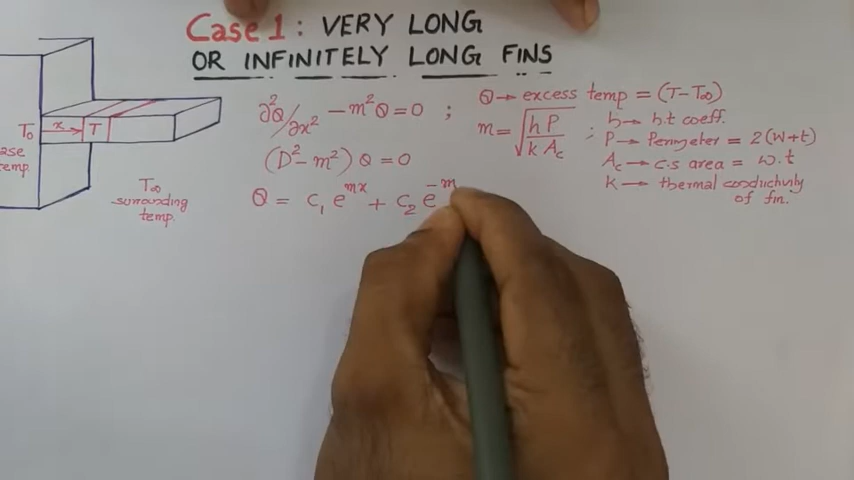 Case 1 : VERY LONG
OR INFINITELY LONG FINS
∂²θ/∂x² - m²θ = 0 ;
(D² - m²) θ = 0
θ = C₁ e^mx + C₂ e^-m
θ → excess temp = (T - T∞)
m = √(hP / kAc) ;
h → h.t coeff.
P → Perimeter = 2(W+t)
Ac → c.s area = w.t
K → thermal conductivity
of fin.
T₀
ase
temp.
x
T
T∞
surrounding
temp.